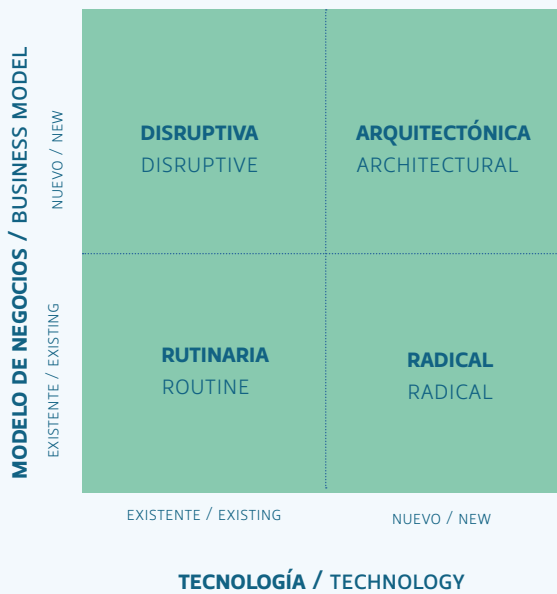 MODELO DE NEGOCIOS / BUSINESS MODEL
NUEVO / NEW
EXISTENTE / EXISTING
DISRUPTIVA
DISRUPTIVE
ARQUITECTÓNICA
ARCHITECTURAL
RUTINARIA
ROUTINE
RADICAL
RADICAL
EXISTENTE / EXISTING
NUEVO / NEW
TECNOLOGÍA / TECHNOLOGY